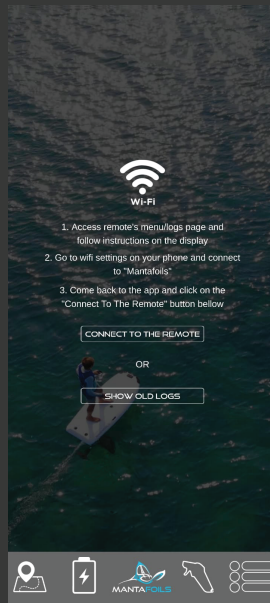 Wi-Fi
1. Access remote's menu/logs page and
follow instructions on the display
2. Go to wifi settings on your phone and connect
to "Mantafoils"
3. Come back to the app and click on the
"Connect To The Remote" button bellow
CONNECT TO THE REMOTE
OR
SHOW OLD LOGS
MANTAFOILS